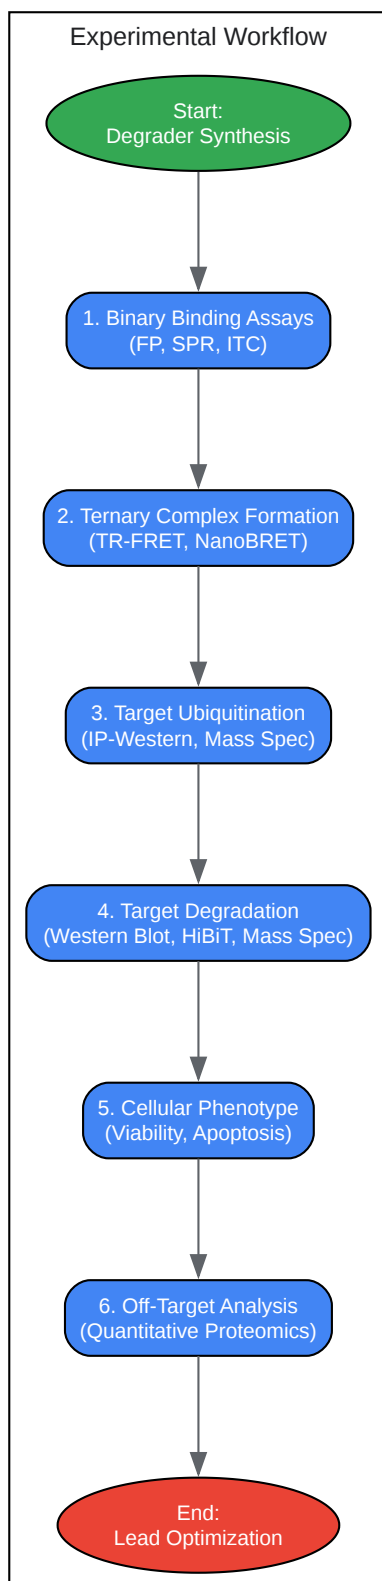 Experimental Workflow
Start:
Degrader Synthesis
1. Binary Binding Assays
(FP, SPR, ITC)
2. Ternary Complex Formation
(TR-FRET, NanoBRET)
3. Target Ubiquitination
(IP-Western, Mass Spec)
4. Target Degradation
(Western Blot, HiBiT, Mass Spec)
5. Cellular Phenotype
(Viability, Apoptosis)
6. Off-Target Analysis
(Quantitative Proteomics)
End:
Lead Optimization